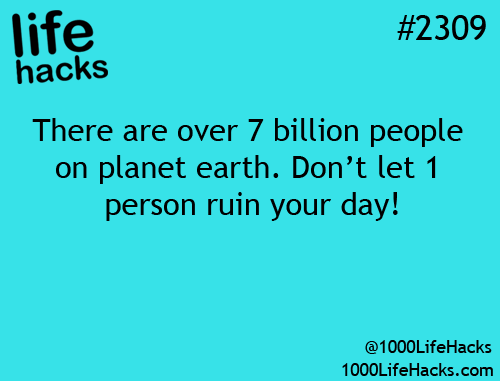 life
hacks
#2309
There are over 7 billion people
on planet earth. Don’t let 1
person ruin your day!
@1000LifeHacks
1000LifeHacks.com